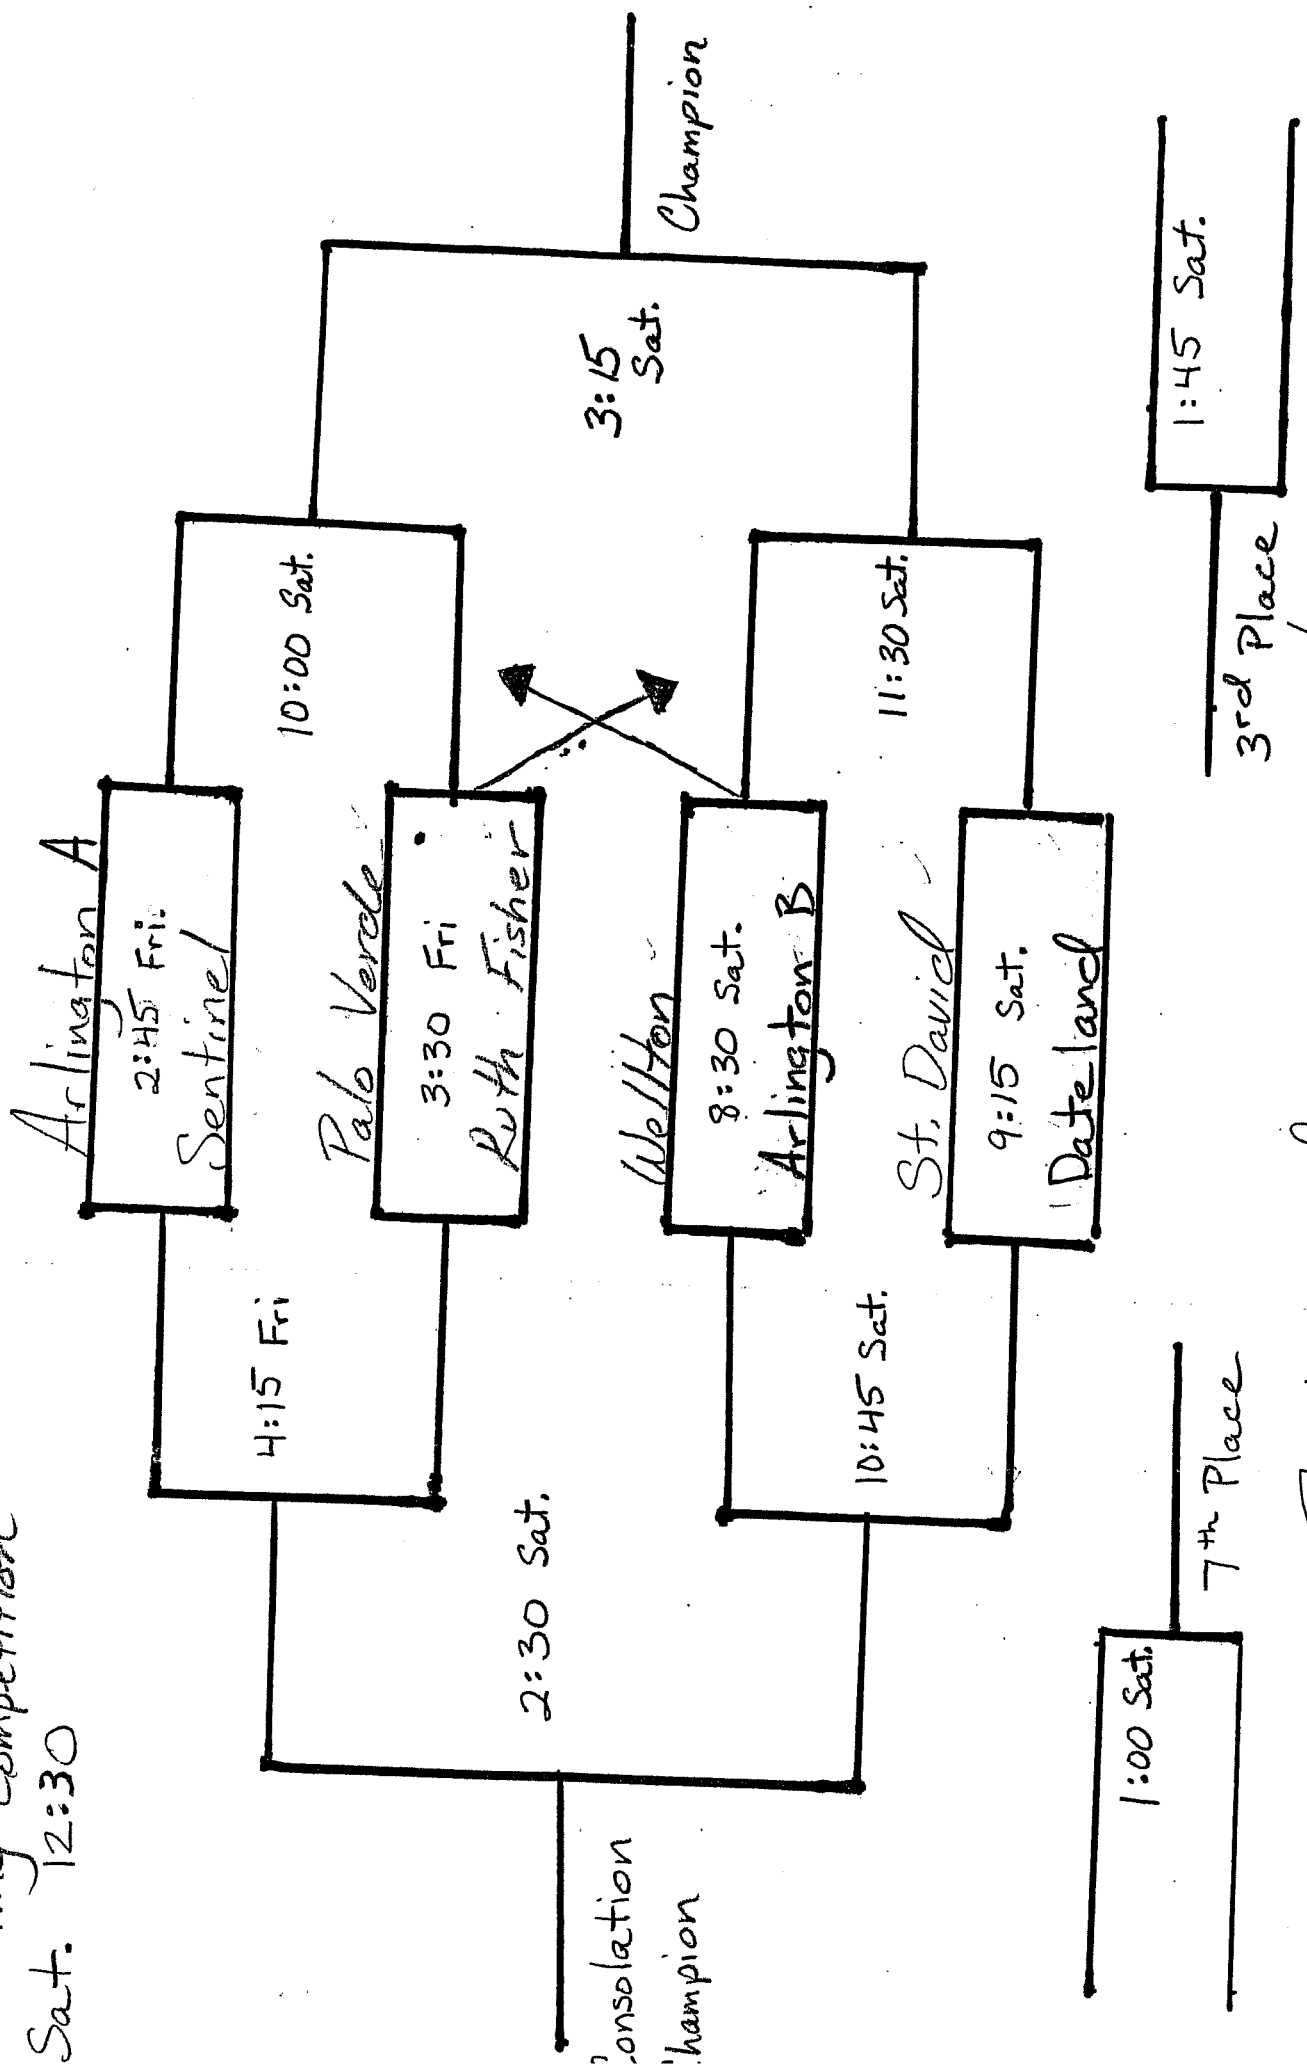 Competition
Sat. 12:30
Arlington A
2:45 Fri.
Sentinel
4:15 Fri
10:00 Sat.
Palo Verde
3:30 Fri
Ruth Fisher
2:30 Sat.
3:15
Sat.
Champion
onsolation
hampion
Wellton
8:30 Sat.
Arlington B
10:45 Sat.
11:30 Sat.
St. David
9:15 Sat.
Dateland
1:00 Sat.
7th Place
1:45 Sat.
3rd Place